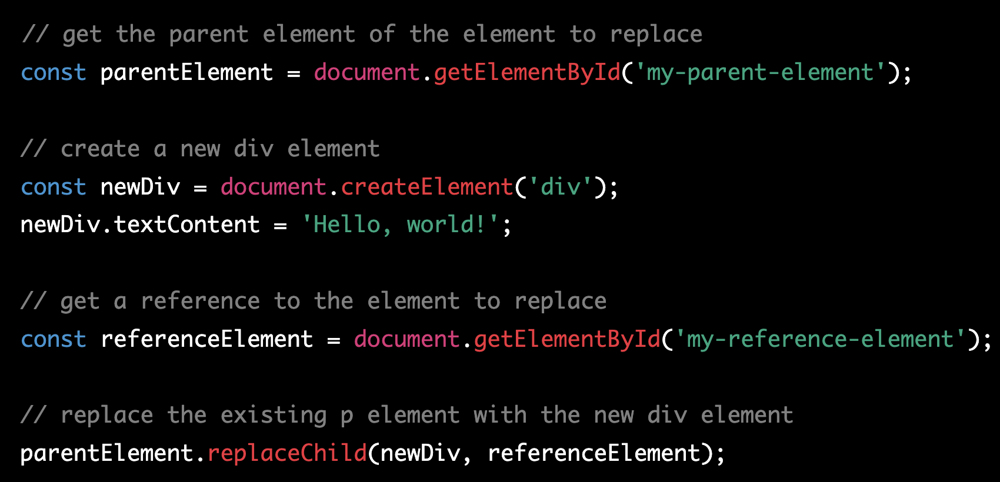 // get the parent element of the element to replace
const parentElement = document.getElementById('my-parent-element');
// create a new div element
const newDiv = document.createElement('div');
newDiv.textContent = 'Hello, world!';
// get a reference to the element to replace
const referenceElement = document.getElementById('my-reference-element');
// replace the existing p element with the new div element
parentElement.replaceChild(newDiv, referenceElement);